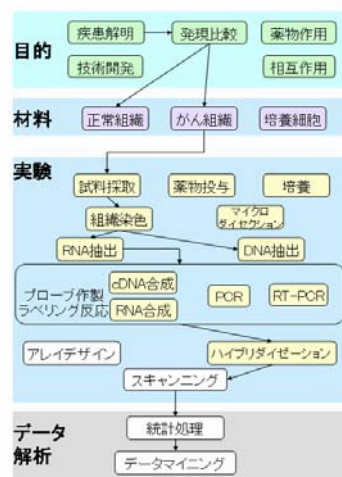 目的
疾患解明
発現比較
薬物作用
技術開発
相互作用
材料
正常組織
がん組織
培養細胞
実験
試料採取
薬物投与
培養
組織染色
マイクロ
ダイセクション
RNA抽出
DNA抽出
プローブ作製
ラベリング反応
cDNA合成
RNA合成
PCR
RT-PCR
アレイデザイン
ハイブリダイゼーション
スキャンニング
データ
解析
統計処理
データマイニング